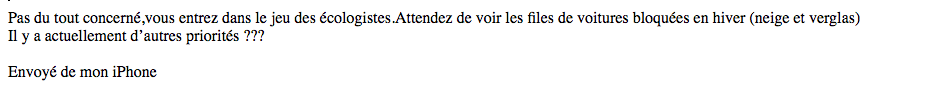 Pas du tout concerné,vous entrez dans le jeu des écologistes.Attendez de voir les files de voitures bloquées en hiver (neige et verglas)
Il y a actuellement d’autres priorités ???
Envoyé de mon iPhone